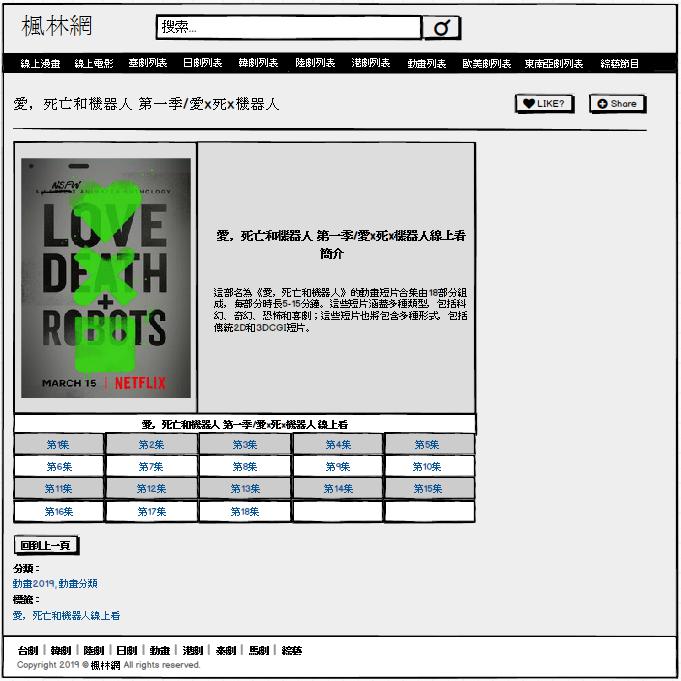 楓林網
搜索...
線上漫畫 線上電影 臺劇列表 日劇列表 韓劇列表 陸劇列表 港劇列表 動畫列表 歐美劇列表 東南亞劇列表 綜藝節目
愛，死亡和機器人 第一季/愛x死x機器人
LIKE?
Share
NSFW
ANIMATED ANTHOLOGY
LOVE
DEATH
+
ROBOTS
MARCH 15 | NETFLIX
愛，死亡和機器人 第一季/愛x死x機器人線上看
簡介
這部名為《愛，死亡和機器人》的動畫短片合集由18部分組
成，每部分時長5-15分鐘。這些短片涵蓋多種類型，包括科
幻、奇幻、恐怖和喜劇；這些短片也將包含多種形式，包括
傳統2D和3DCGI短片。
愛，死亡和機器人 第一季/愛x死x機器人線上看
第1集 第2集 第3集 第4集 第5集
第6集 第7集 第8集 第9集 第10集
第11集 第12集 第13集 第14集 第15集
第16集 第17集 第18集
回到上一頁
分類：
動畫2019, 動畫分類
標籤：
愛，死亡和機器人線上看
台劇 | 韓劇 | 陸劇 | 日劇 | 動畫 | 港劇 | 泰劇 | 馬劇 | 綜藝
Copyright 2019 © 楓林網 All rights reserved.